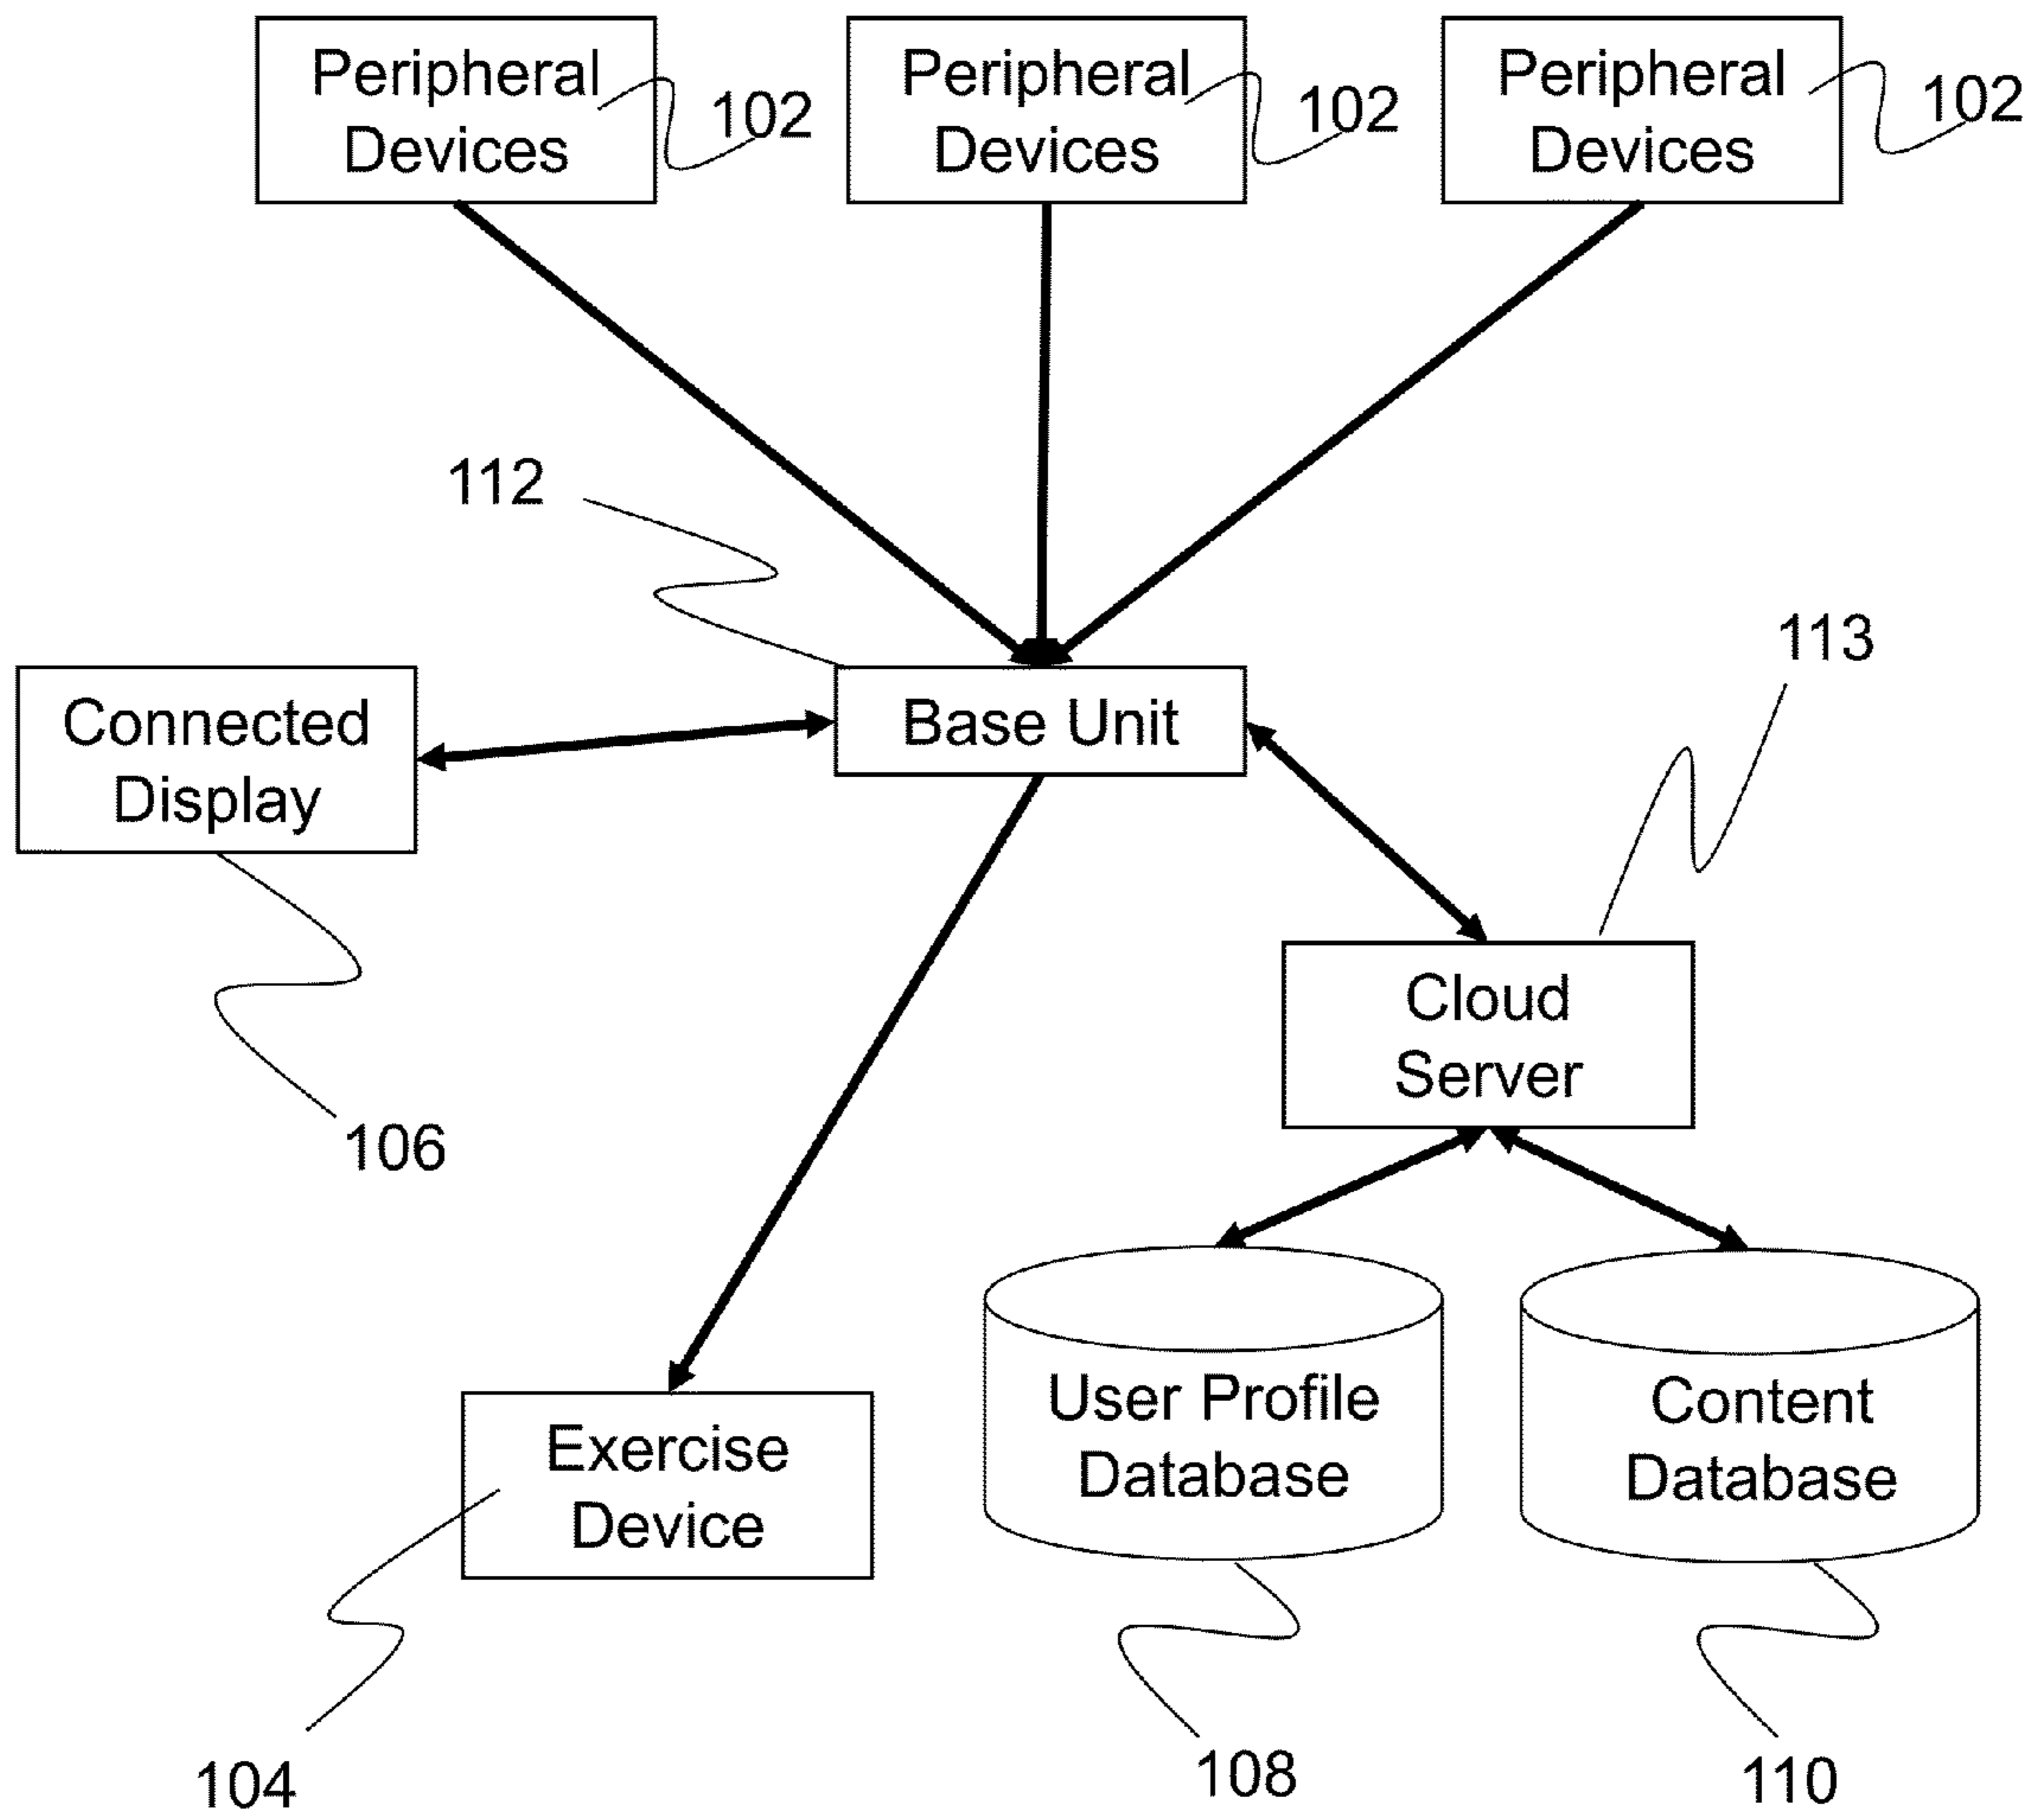 Peripheral
Devices
102
Peripheral
Devices
102
Peripheral
Devices
102
112
113
Connected
Display
Base Unit
Cloud
Server
106
User Profile
Database
Content
Database
Exercise
Device
104
108
110